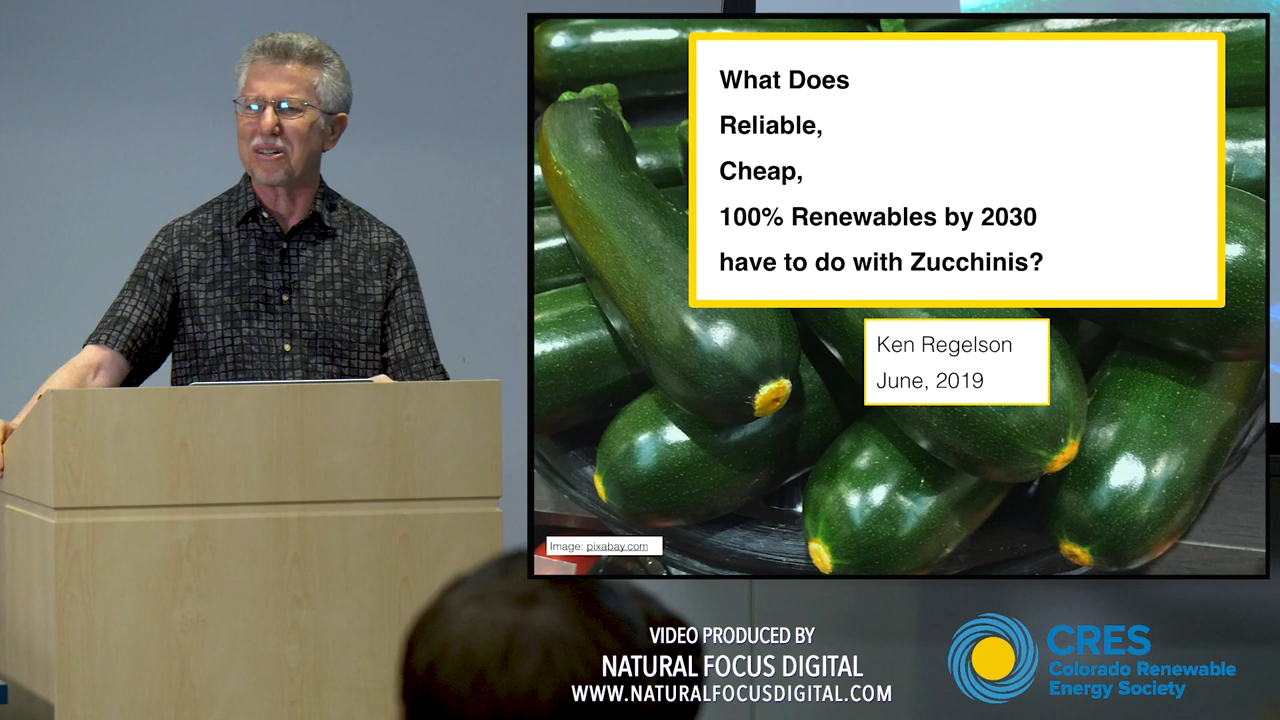 What Does
Reliable,
Cheap,
100% Renewables by 2030
have to do with Zucchinis?
Ken Regelson
June, 2019
Image: pixabay.com
VIDEO PRODUCED BY
NATURAL FOCUS DIGITAL
WWW.NATURALFOCUSDIGITAL.COM
CRES
Colorado Renewable
Energy Society